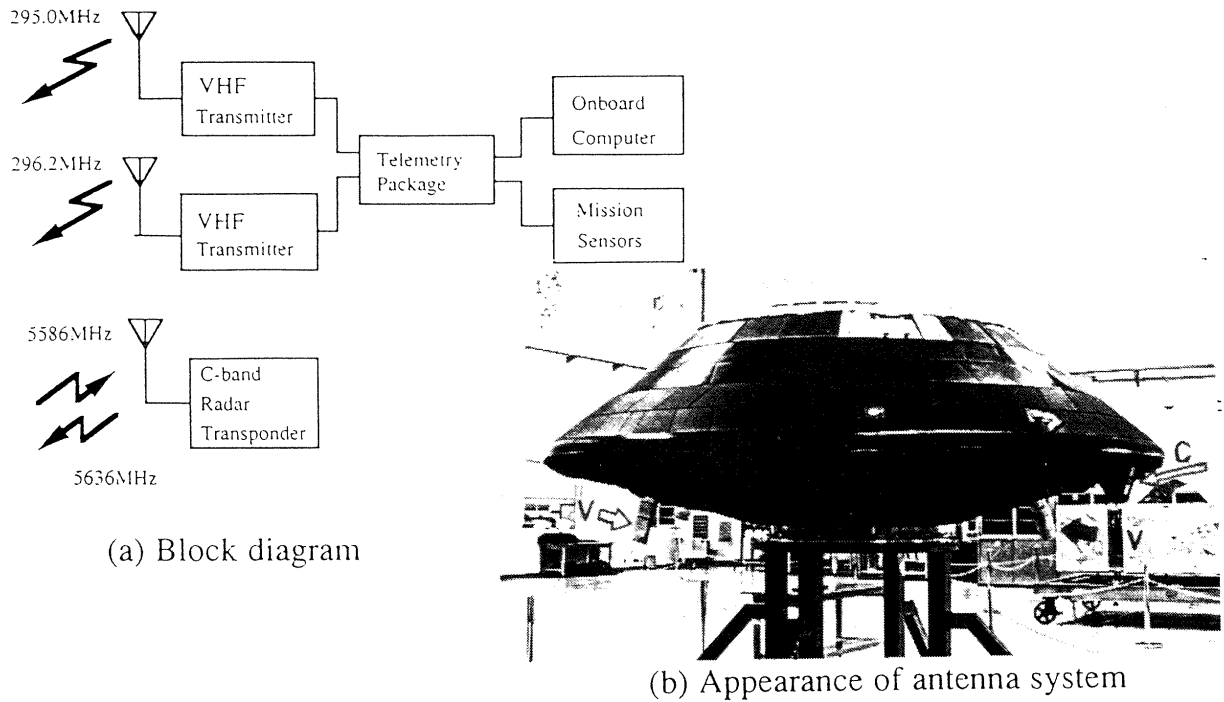 295.0MHz
VHF
Transmitter
Onboard
Computer
Telemetry
Package
296.2MHz
VHF
Transmitter
Mission
Sensors
5586MHz
C-band
Radar
Transponder
5636MHz
(a) Block diagram
V
C
V
(b) Appearance of antenna system